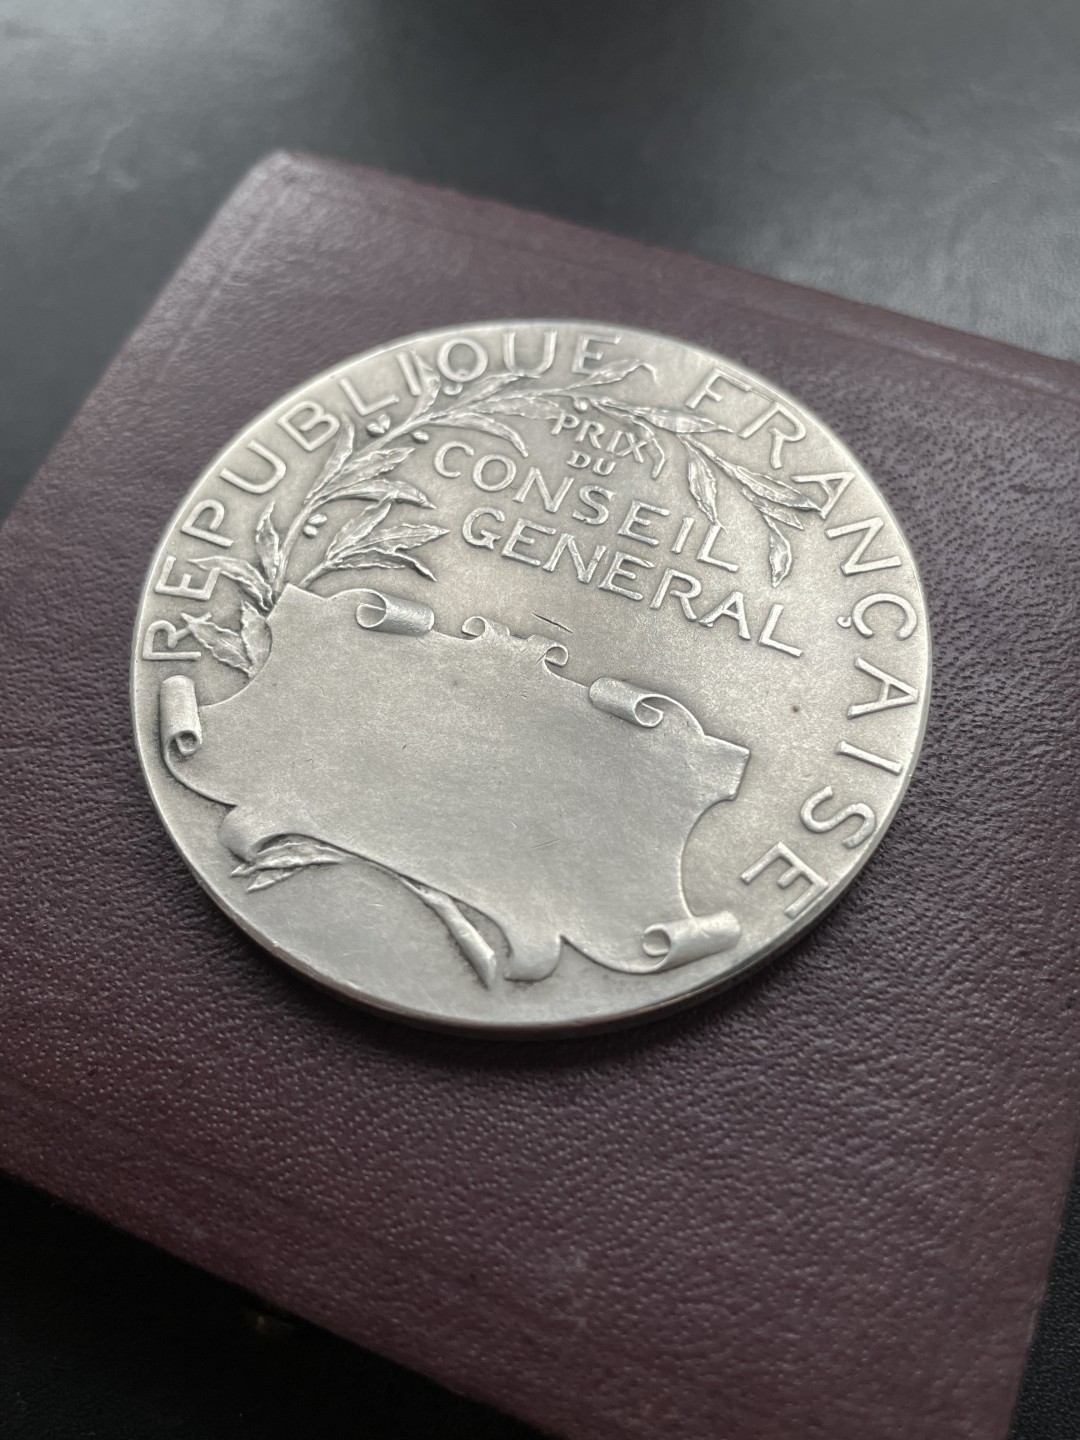 REPUBLIQUE FRANÇAISE
PRIX
DU
CONSEIL
GENERAL